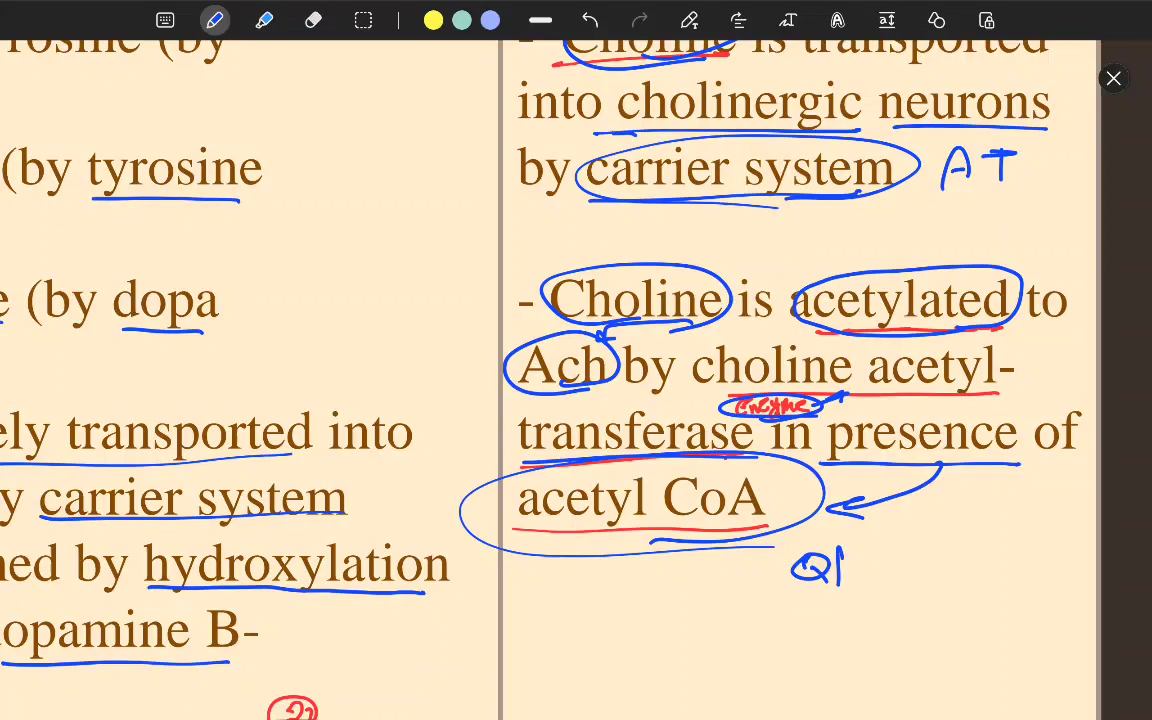 rosine (by
(by tyrosine
e (by dopa
ely transported into
y carrier system
ned by hydroxylation
opamine B-
2
- Choline is transported
into cholinergic neurons
by carrier system AT
- Choline is acetylated to
Ach by choline acetyl-
enzyme
transferase in presence of
acetyl CoA